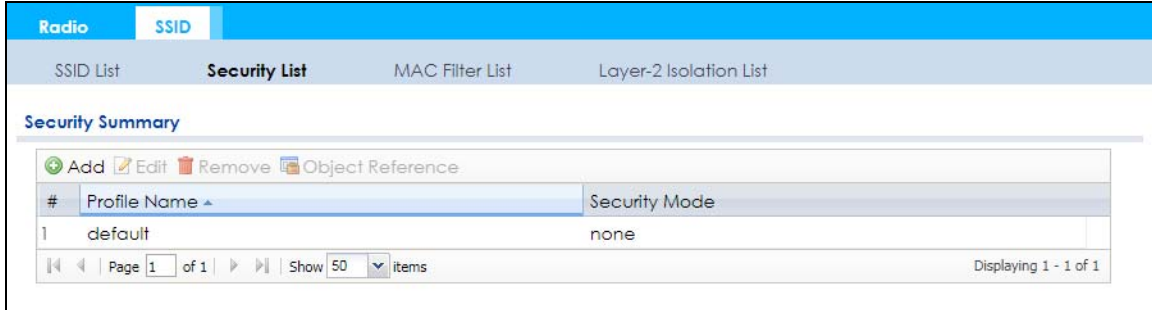 Radio SSID
SSID List Security List MAC Filter List Layer-2 Isolation List
Security Summary
Add Edit Remove Object Reference
# Profile Name Security Mode
1 default none
Page 1 of 1 Show 50 items Displaying 1 - 1 of 1